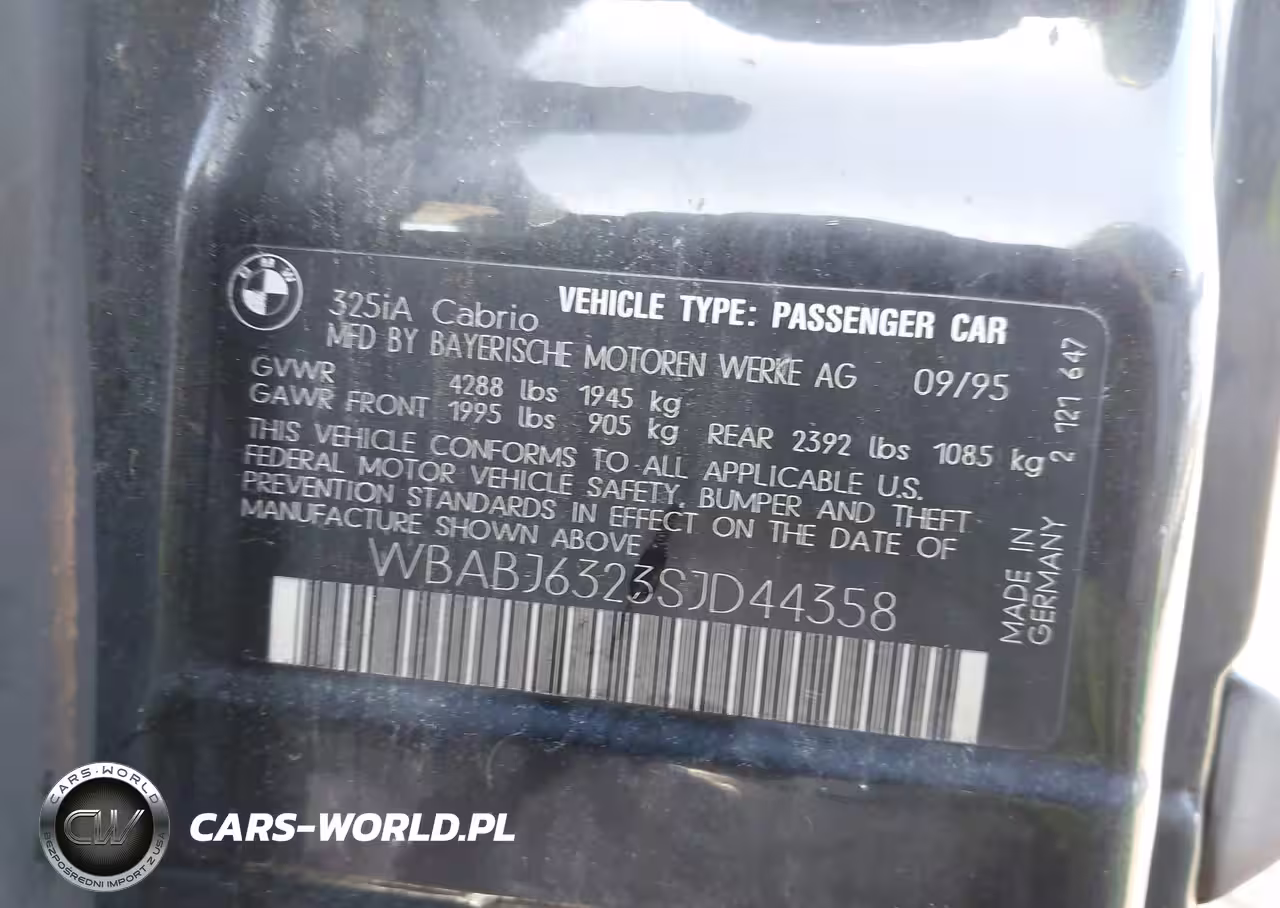 BMW
325iA Cabrio VEHICLE TYPE: PASSENGER CAR
MFD BY BAYERISCHE MOTOREN WERKE AG 09/95
GVWR 4288 lbs 1945 kg
GAWR FRONT 1995 lbs 905 kg REAR 2392 lbs 1085 kg
THIS VEHICLE CONFORMS TO ALL APPLICABLE U.S.
FEDERAL MOTOR VEHICLE SAFETY, BUMPER AND THEFT
PREVENTION STANDARDS IN EFFECT ON THE DATE OF
MANUFACTURE SHOWN ABOVE
WBABJ6323SJD44358
2 121 647
MADE IN
GERMANY
CARS-WORLD
CW
BEZPOŚREDNI IMPORT Z USA
CARS-WORLD.PL